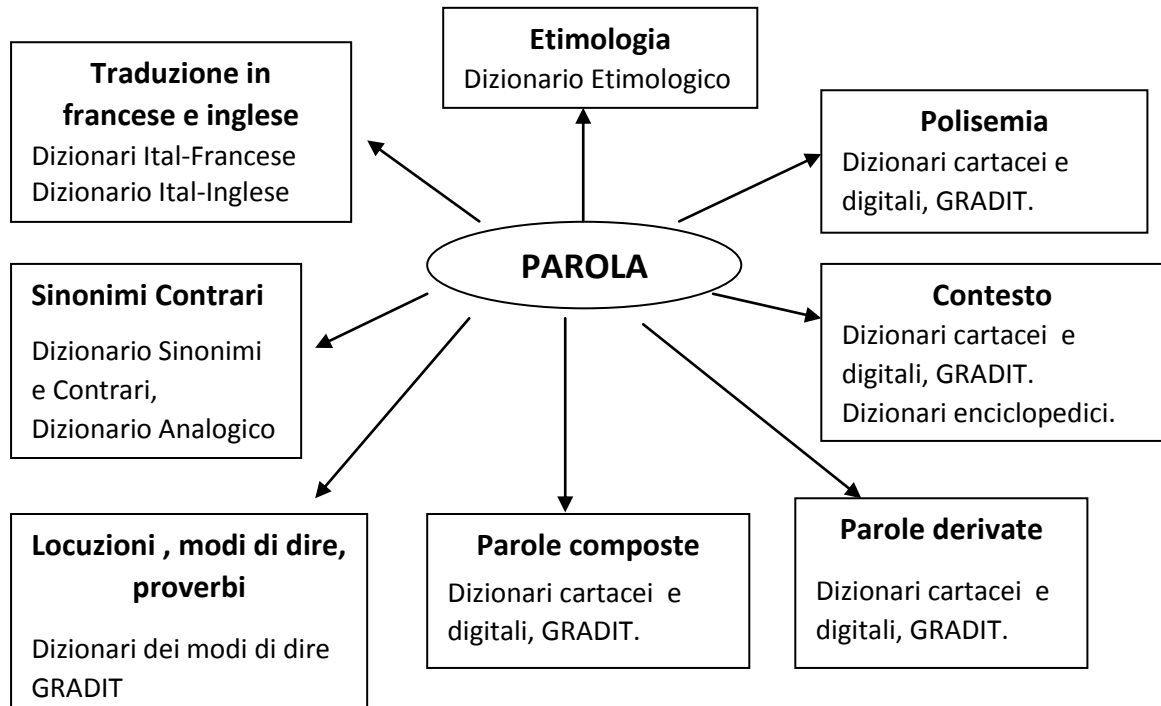 Etimologia
Dizionario Etimologico
Traduzione in
francese e inglese
Dizionari Ital-Francese
Dizionario Ital-Inglese
Polisemia
Dizionari cartacei e
digitali, GRADIT.
PAROLA
Sinonimi Contrari
Dizionario Sinonimi
e Contrari,
Dizionario Analogico
Contesto
Dizionari cartacei e
digitali, GRADIT.
Dizionari enciclopedici.
Locuzioni , modi di dire,
proverbi
Dizionari dei modi di dire
GRADIT
Parole composte
Dizionari cartacei e
digitali, GRADIT.
Parole derivate
Dizionari cartacei e
digitali, GRADIT.